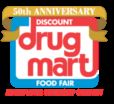 50th ANNIVERSARY
DISCOUNT
drug
mart
FOOD FAIR